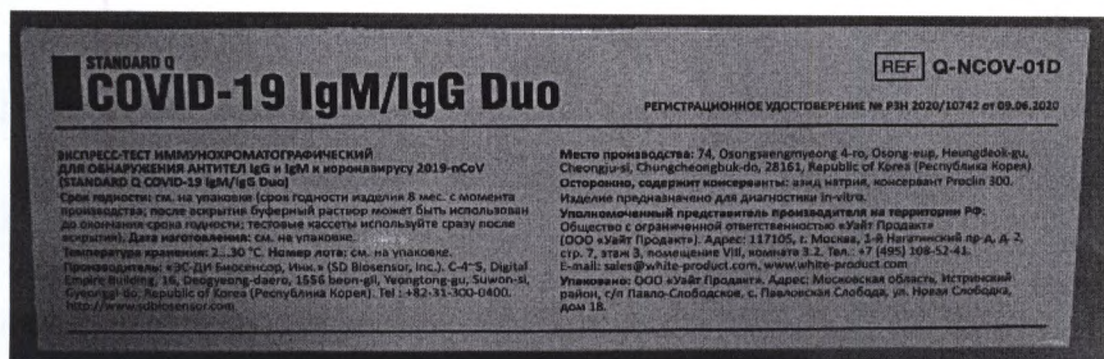 STANDARD Q
COVID-19 IgM/IgG Duo
REF Q-NCOV-01D
РЕГИСТРАЦИОННОЕ УДОСТОВЕРЕНИЕ № РЗН 2020/10742 от 09.06.2020
ЭКСПРЕСС-ТЕСТ ИММУНОХРОМАТОГРАФИЧЕСКИЙ
ДЛЯ ОБНАРУЖЕНИЯ АНТИТЕЛ IgG и IgM к коронавирусу 2019-nCoV
(STANDARD Q COVID-19 IgM/IgG Duo)
Срок годности: см. на упаковке (срок годности изделия 8 мес. с момента
производства; после вскрытия буферный раствор может быть использован
до окончания срока годности; тестовые кассеты используйте сразу после
вскрытия). Дата изготовления: см. на упаковке.
Температура хранения: 2...30 °C. Номер лота: см. на упаковке.
Производитель: «ЭС-ДИ Биосенсор, Инк.» (SD Biosensor, Inc.). C-4~5, Digital
Empire Building, 16, Deogyeong-daero, 1556 beon-gil, Yeongtong-gu, Suwon-si,
Gyeonggi-do, Republic of Korea (Республика Корея). Tel : +82-31-300-0400.
http://www.sdbiosensor.com/
Место производства: 74, Osongsaengmyeong 4-ro, Osong-eup, Heungdeok-gu,
Cheongju-si, Chungcheongbuk-do, 28161, Republic of Korea (Республика Корея).
Осторожно, содержит консерванты: азид натрия, консервант Proclin 300.
Изделие предназначено для диагностики in-vitro.
Уполномоченный представитель производителя на территории РФ:
Общество с ограниченной ответственностью «Уайт Продакт»
(ООО «Уайт Продакт»). Адрес: 117105, г. Москва, 1-й Нагатинский пр-д, д. 2,
стр. 7, этаж 3, помещение VIII, комната 3.2. Тел.: +7 (495) 108-52-41.
E-mail: sales@white-product.com, www.white-product.com
Упаковано: ООО «Уайт Продакт». Адрес: Московская область, Истринский
район, с/п Павло-Слободское, с. Павловская Слобода, ул. Новая Слободка,
дом 18.